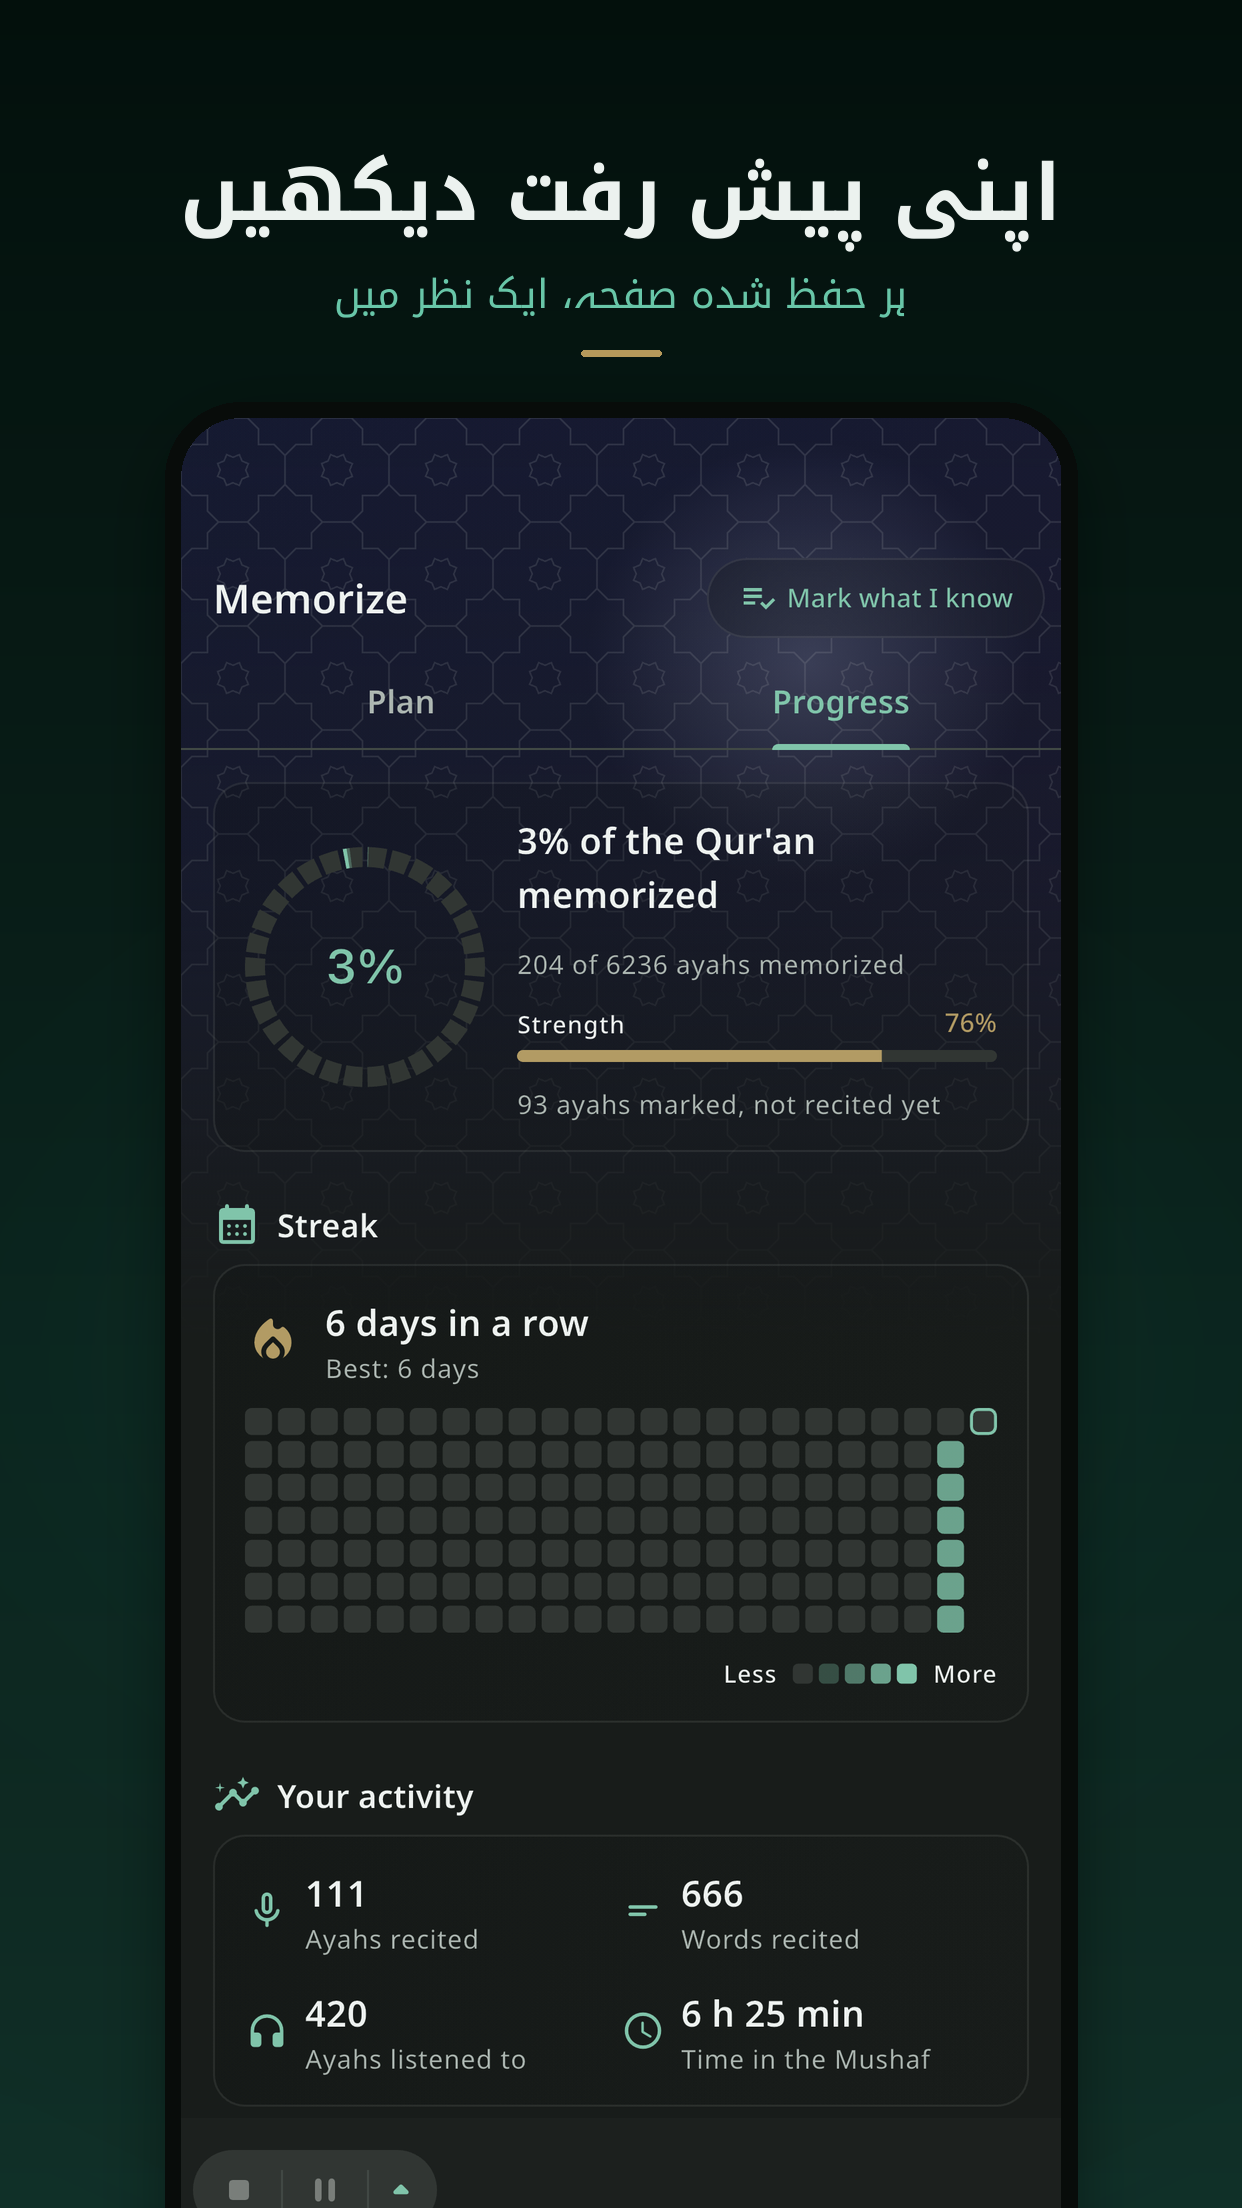 اپنی پیش رفت دیکھیں
ہر حفظ شدہ صفحہ، ایک نظر میں
Memorize
Mark what I know
Plan
Progress
3%
3% of the Qur'an
memorized
204 of 6236 ayahs memorized
Strength
76%
93 ayahs marked, not recited yet
Streak
6 days in a row
Best: 6 days
Less
More
Your activity
111
Ayahs recited
666
Words recited
420
Ayahs listened to
6 h 25 min
Time in the Mushaf